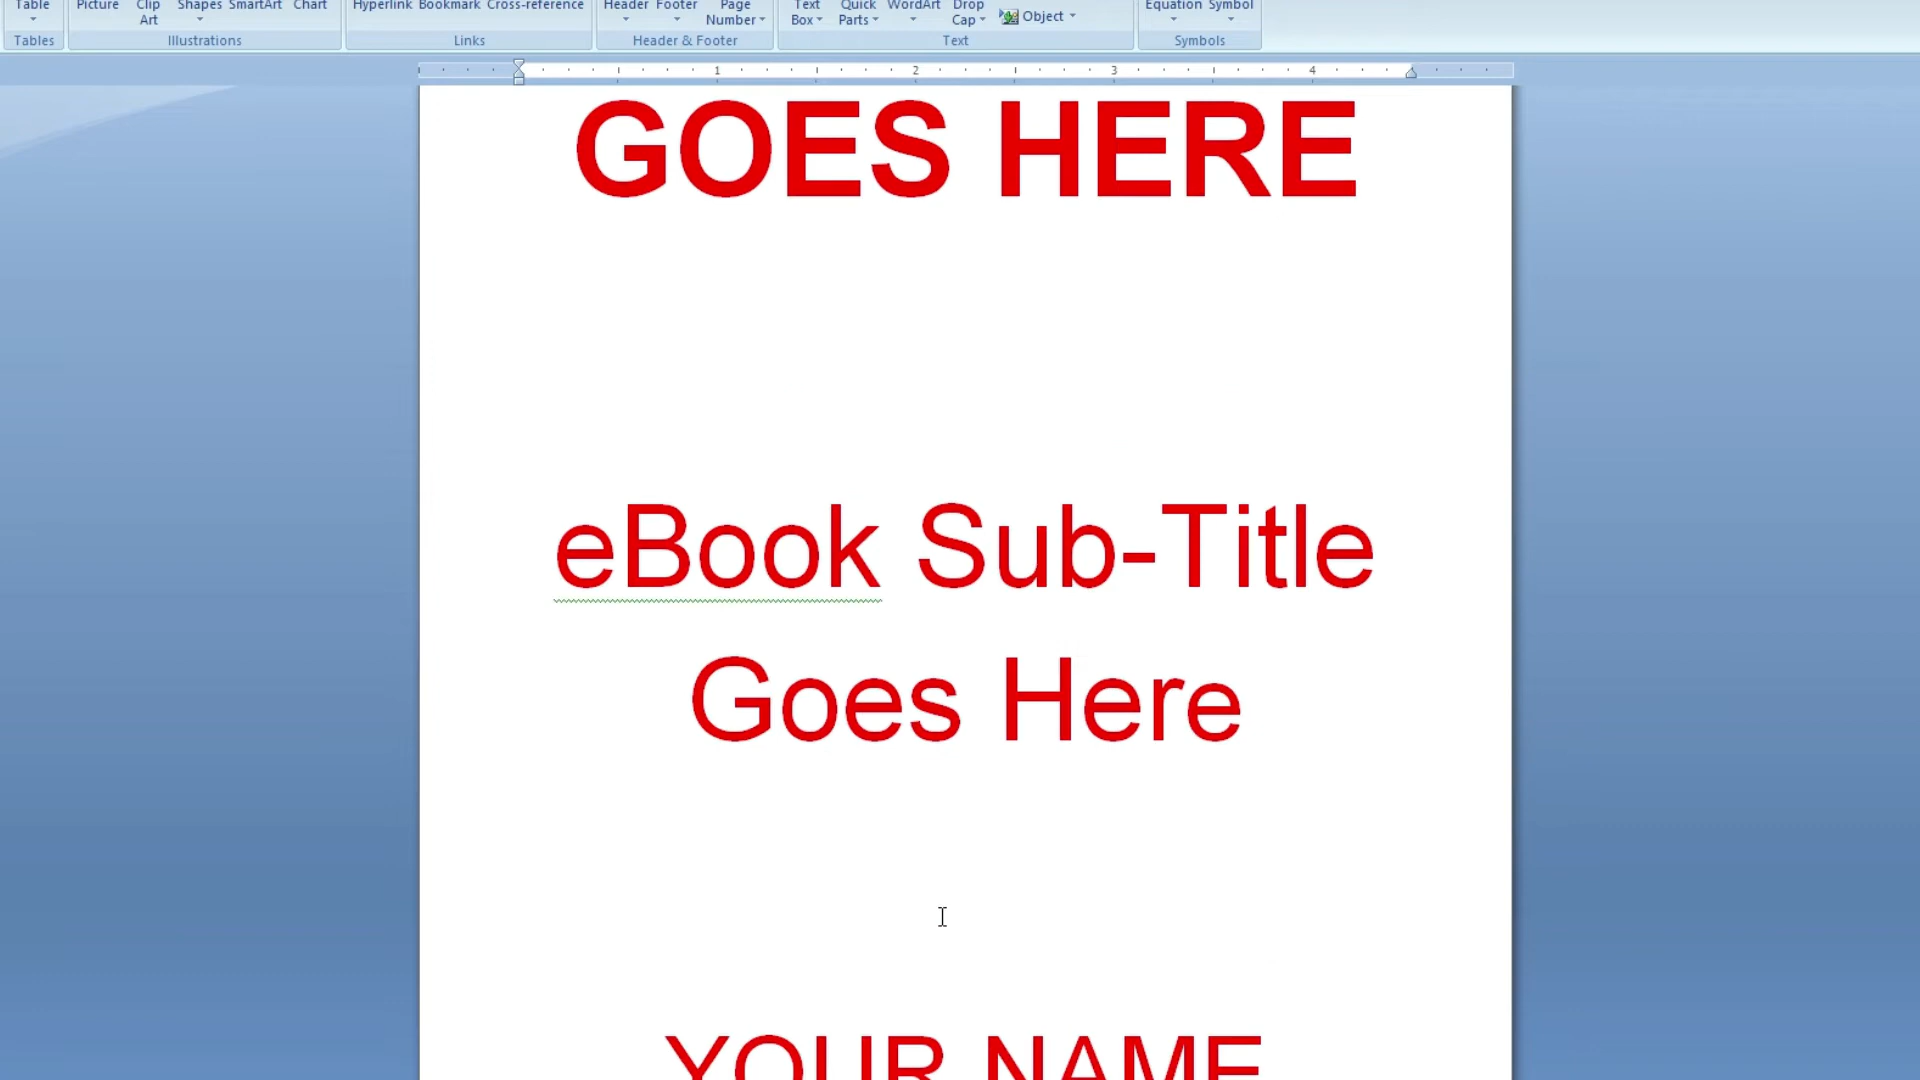 Table Picture Clip Shapes SmartArt Chart Hyperlink Bookmark Cross-reference Header Footer Page Text Quick WordArt Drop Equation Symbol
Art Number Box Parts Cap Object
Tables Illustrations Links Header & Footer Text Symbols
1 2 3 4
GOES HERE
eBook Sub-Title
Goes Here
YOUR NAME